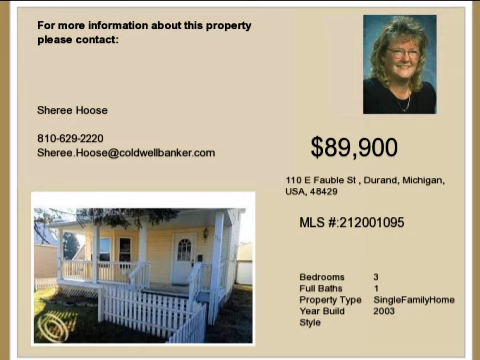 For more information about this property
please contact:
Sheree Hoose
810-629-2220
Sheree.Hoose@coldwellbanker.com
$89,900
110 E Fauble St , Durand, Michigan,
USA, 48429
MLS #:212001095
Bedrooms 3
Full Baths 1
Property Type SingleFamilyHome
Year Build 2003
Style